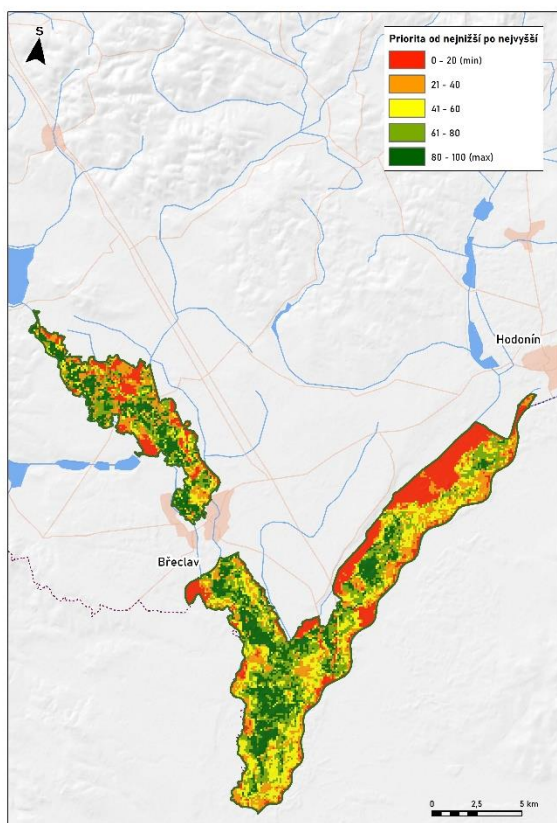 S
Priorita od nejnižší po nejvyšší
0 - 20 (min)
21 - 40
41 - 60
61 - 80
80 - 100 (max)
Hodonín
Břeclav
0 2,5 5 km